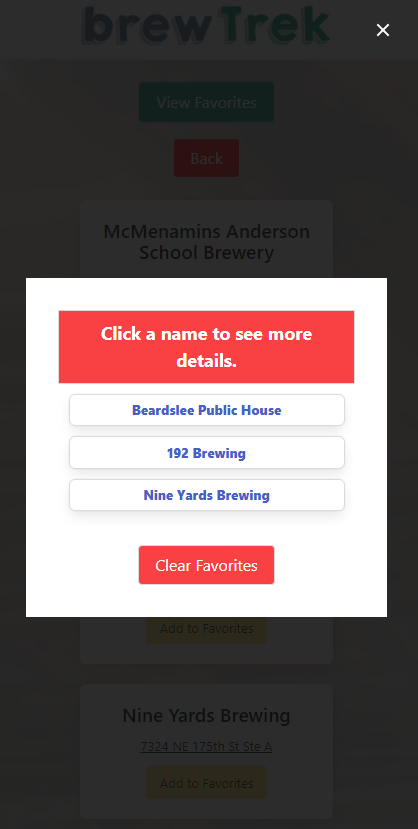 brewTrek
×
View Favorites
Back
McMenamins Anderson
School Brewery
Click a name to see more
details.
Beardslee Public House
192 Brewing
Nine Yards Brewing
Clear Favorites
Add to Favorites
Nine Yards Brewing
7324 NE 175th St Ste A
Add to Favorites